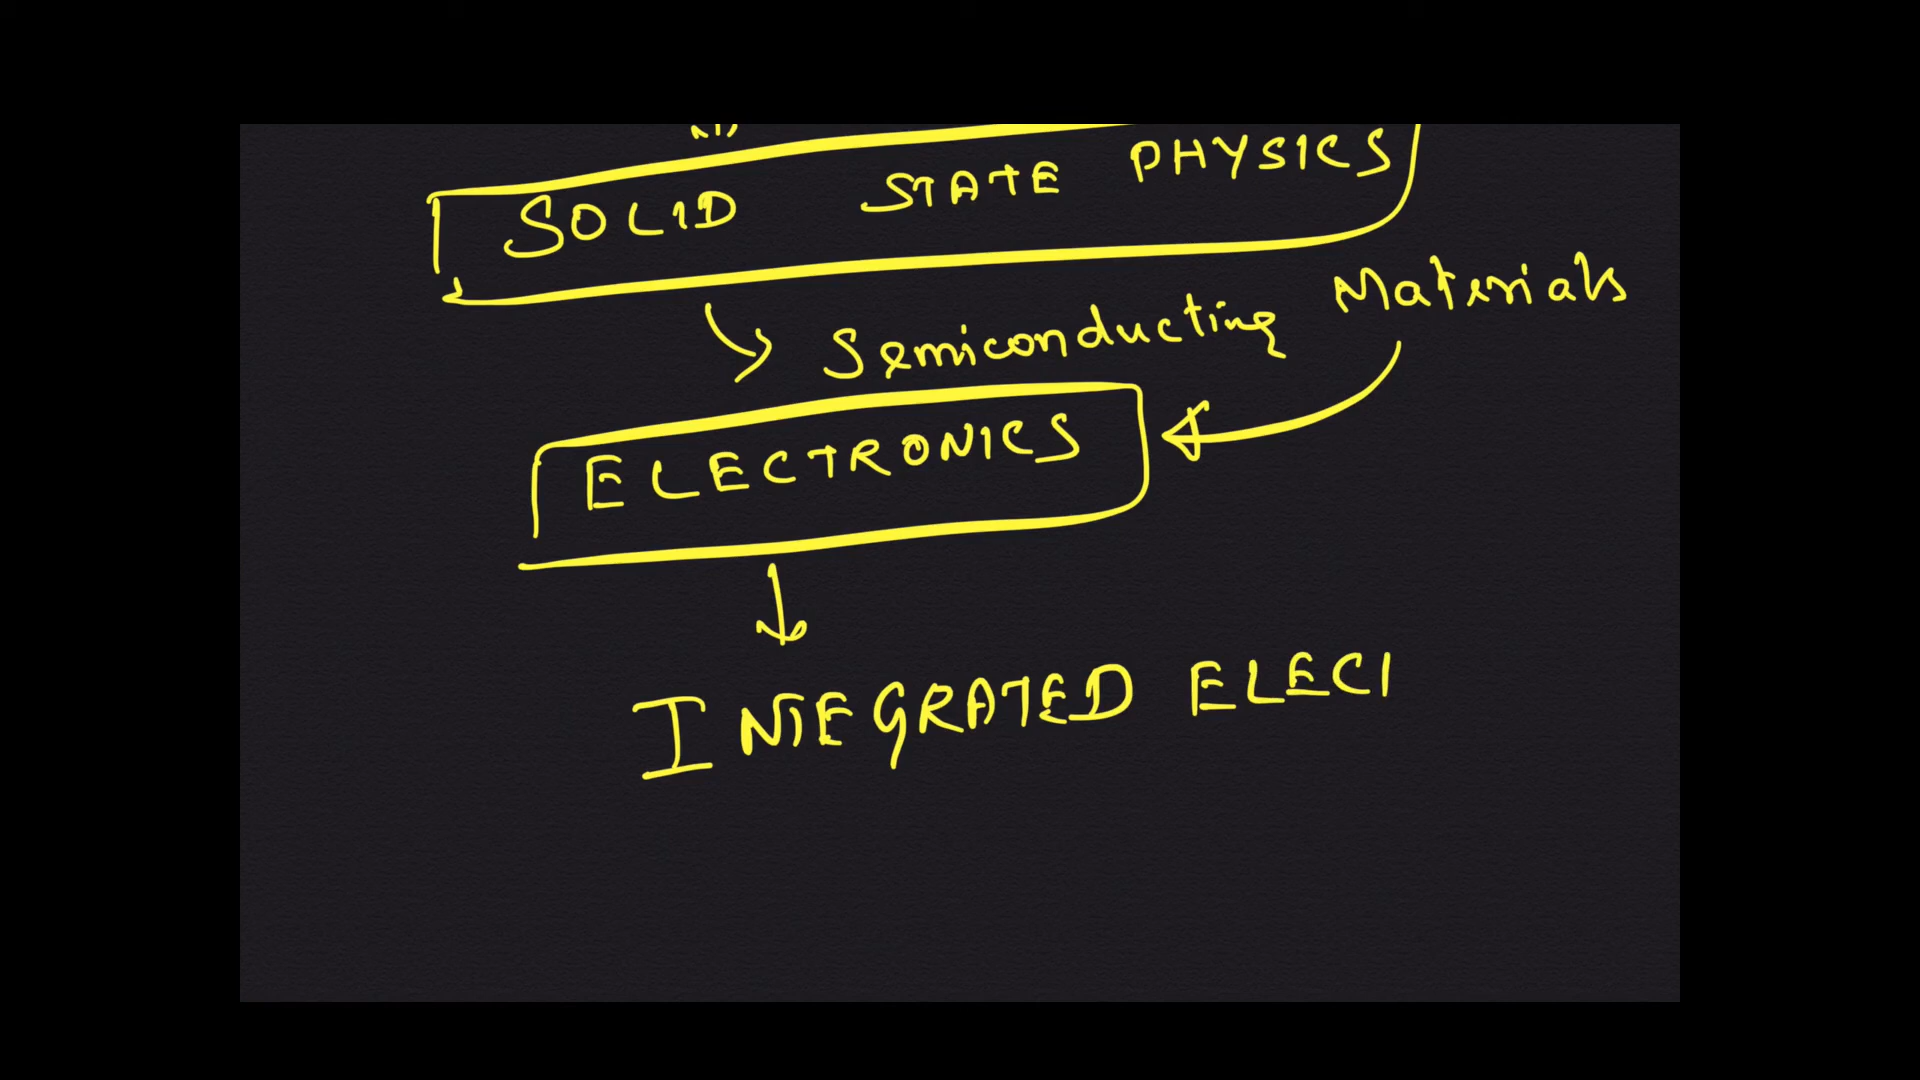 SOLID STATE PHYSICS
Semiconducting Materials
ELECTRONICS
INTEGRATED ELECI